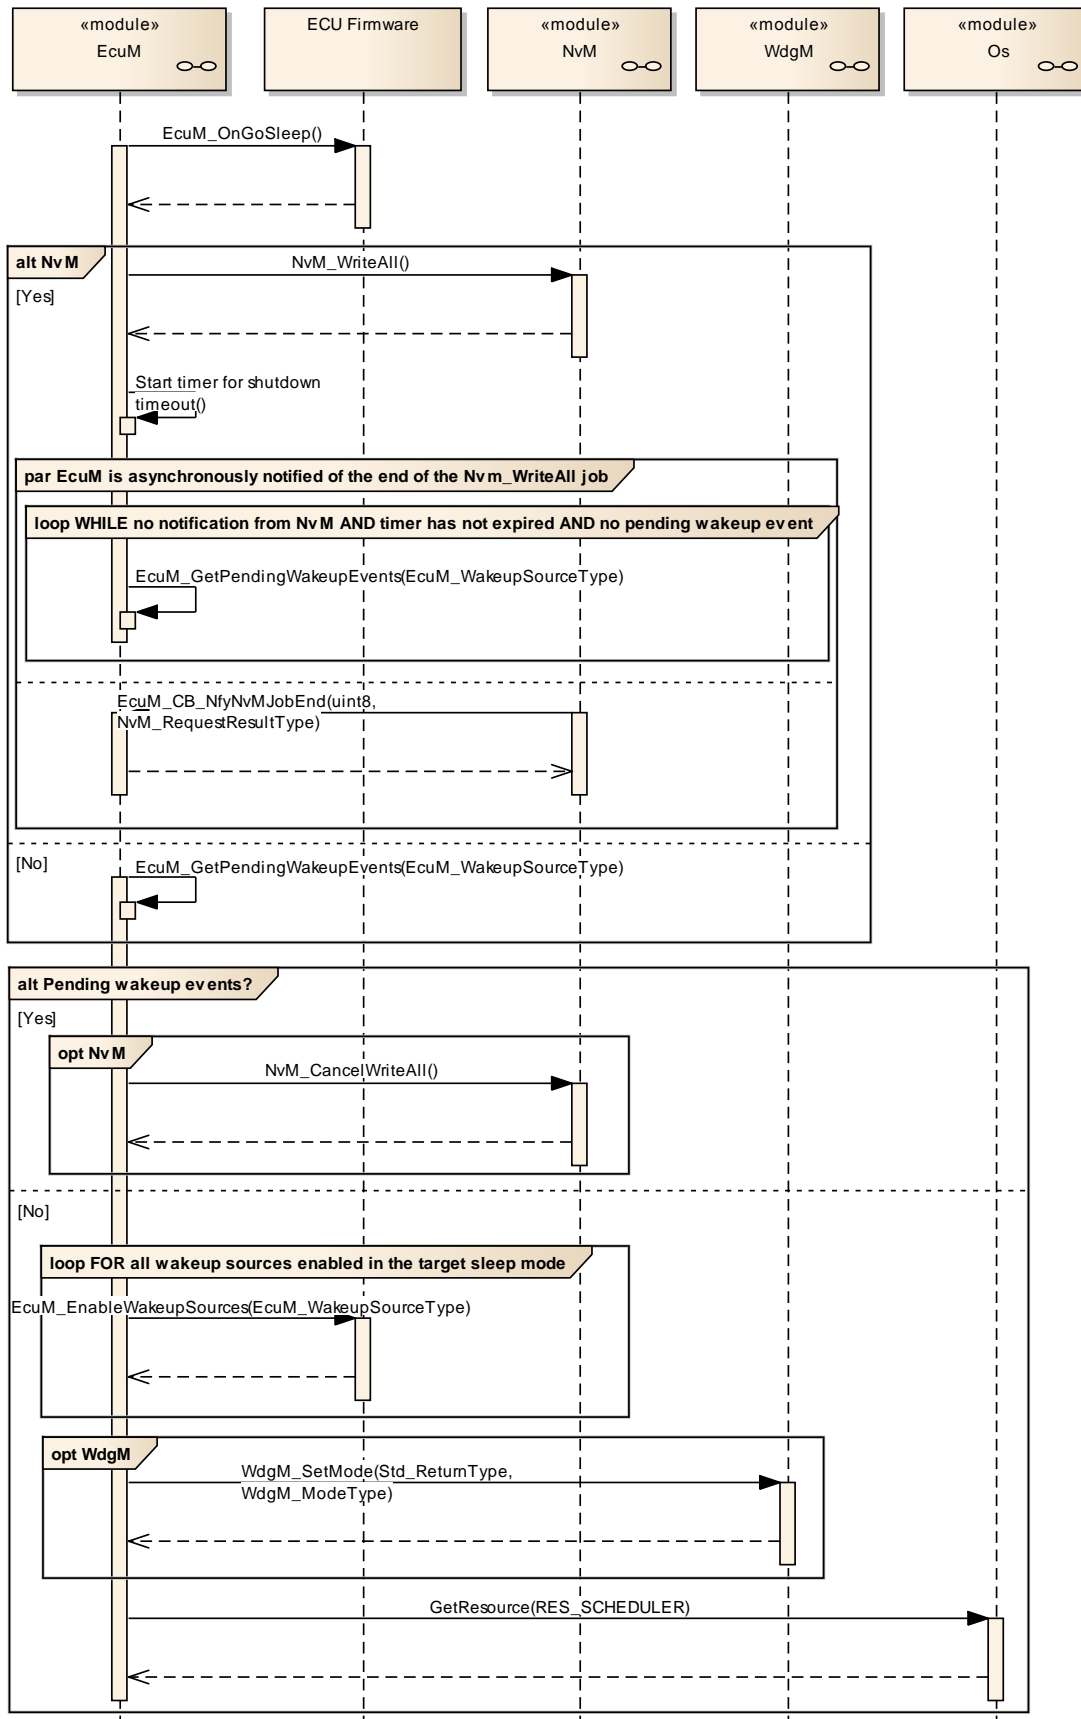 «module»
EcuM
ECU Firmware
«module»
NvM
«module»
WdgM
«module»
Os
EcuM_OnGoSleep()
alt NvM
NvM_WriteAll()
[Yes]
Start timer for shutdown
timeout()
par EcuM is asynchronously notified of the end of the Nvm_WriteAll job
loop WHILE no notification from NvM AND timer has not expired AND no pending wakeup event
EcuM_GetPendingWakeupEvents(EcuM_WakeupSourceType)
EcuM_CB_NfyNvMJobEnd(uint8,
NvM_RequestResultType)
[No]
EcuM_GetPendingWakeupEvents(EcuM_WakeupSourceType)
alt Pending wakeup events?
[Yes]
opt NvM
NvM_CancelWriteAll()
[No]
loop FOR all wakeup sources enabled in the target sleep mode
EcuM_EnableWakeupSources(EcuM_WakeupSourceType)
opt WdgM
WdgM_SetMode(Std_ReturnType,
WdgM_ModeType)
GetResource(RES_SCHEDULER)